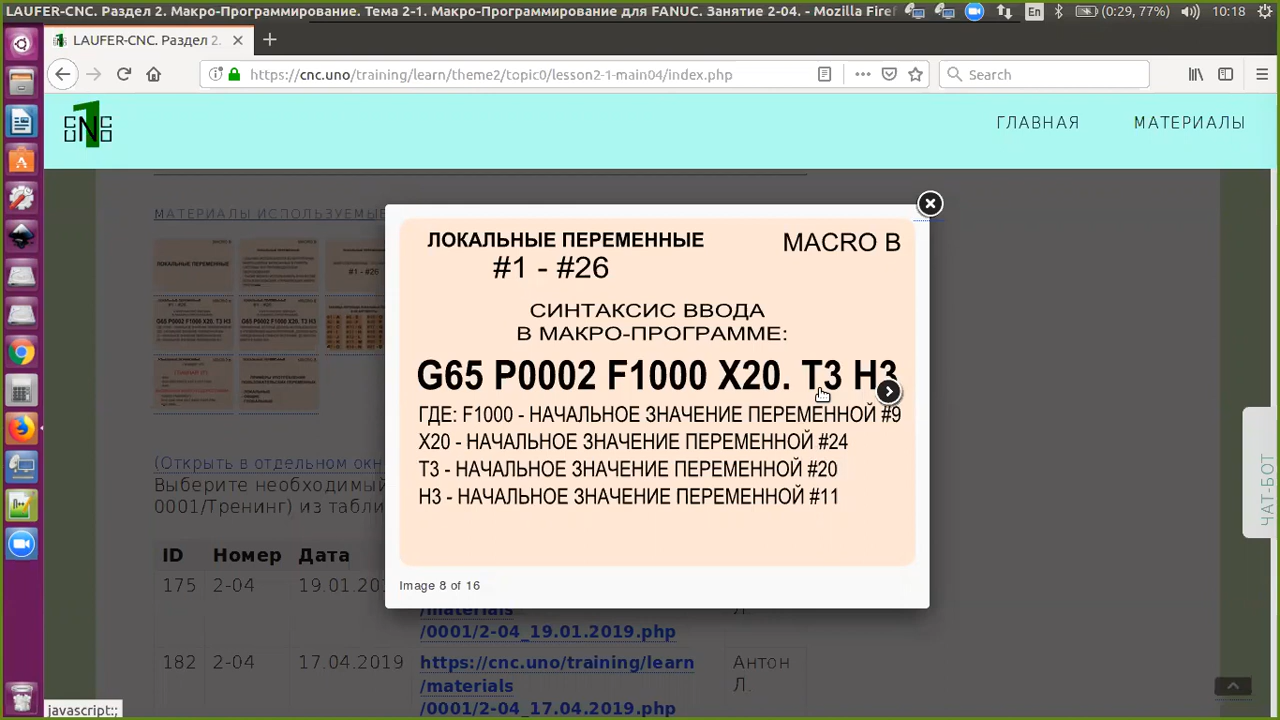 LAUFER-CNC. Раздел 2. Макро-Программирование. Тема 2-1. Макро-Программирование для FANUC. Занятие 2-04. - Mozilla Firef
En
(0:29, 77%)
10:18
LAUFER-CNC. Раздел 2.
https://cnc.uno/training/learn/theme2/topic0/lesson2-1-main04/index.php
Search
ГЛАВНАЯ
МАТЕРИАЛЫ
МАТЕРИАЛЫ ИСПОЛЬЗУЕМЫЕ
ЛОКАЛЬНЫЕ ПЕРЕМЕННЫЕ
MACRO B
#1 - #26
СИНТАКСИС ВВОДА
В МАКРО-ПРОГРАММЕ:
G65 P0002 F1000 X20. T3 H3
ГДЕ: F1000 - НАЧАЛЬНОЕ ЗНАЧЕНИЕ ПЕРЕМЕННОЙ #9
X20 - НАЧАЛЬНОЕ ЗНАЧЕНИЕ ПЕРЕМЕННОЙ #24
T3 - НАЧАЛЬНОЕ ЗНАЧЕНИЕ ПЕРЕМЕННОЙ #20
H3 - НАЧАЛЬНОЕ ЗНАЧЕНИЕ ПЕРЕМЕННОЙ #11
Image 8 of 16
(Открыть в отдельном окн
Выберите необходимый
0001/Тренинг) из табли
ID Номер Дата
175 2-04 19.01.20
/materials
/0001/2-04_19.01.2019.php
Л.
182 2-04 17.04.2019 https://cnc.uno/training/learn
/materials
/0001/2-04_17.04.2019.php
Антон
Л.
ЧАТ-БОТ
javascript:;